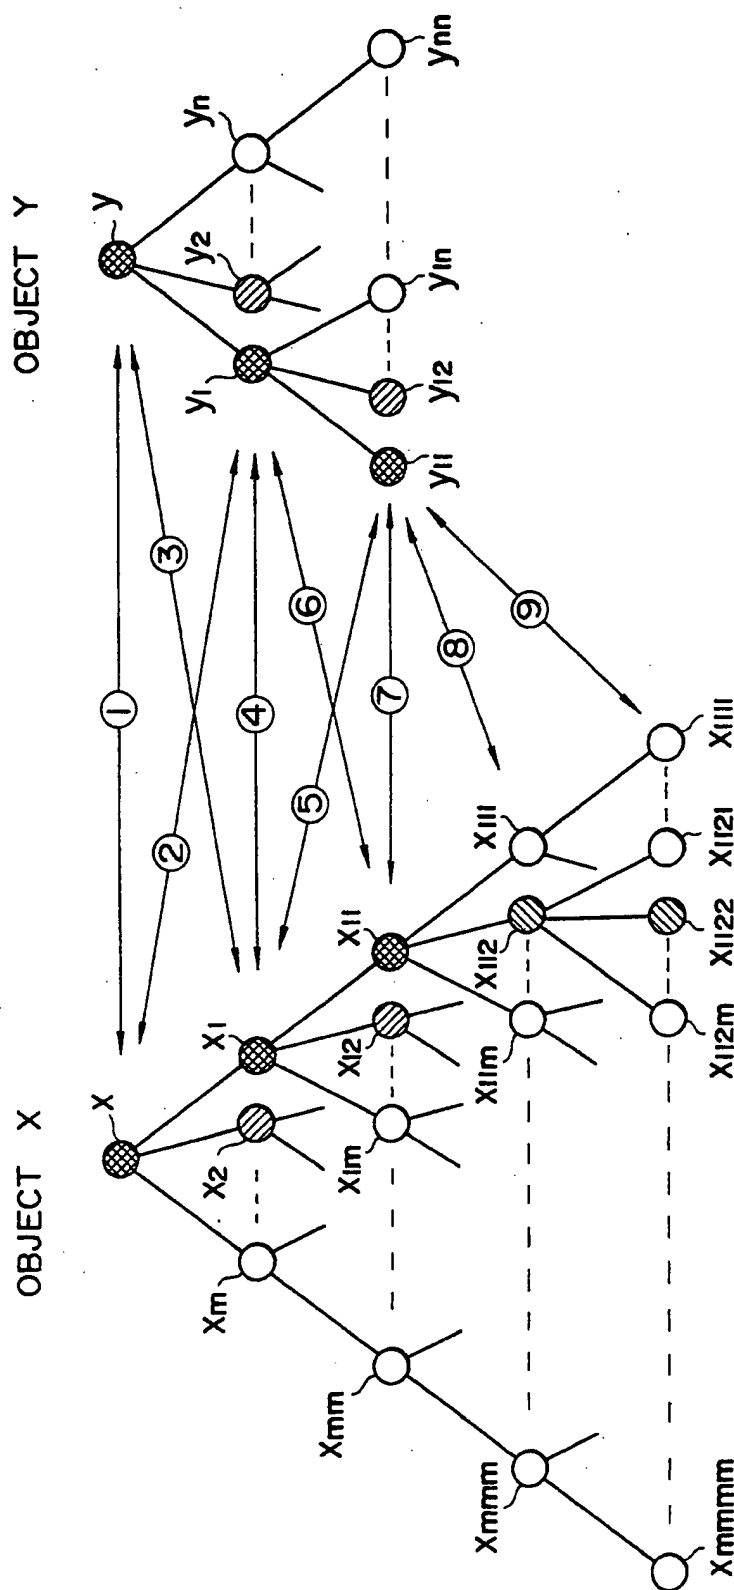 OBJECT X
OBJECT Y
x
y
①
③
②
x1
x2
xm
y1
y2
yn
④
⑥
⑤
x11
x12
x1m
xmm
y11
y12
y1n
ynn
⑦
⑧
⑨
x111
x112
x11m
xmmm
x1111
x1121
x1122
x112m
xmmmm